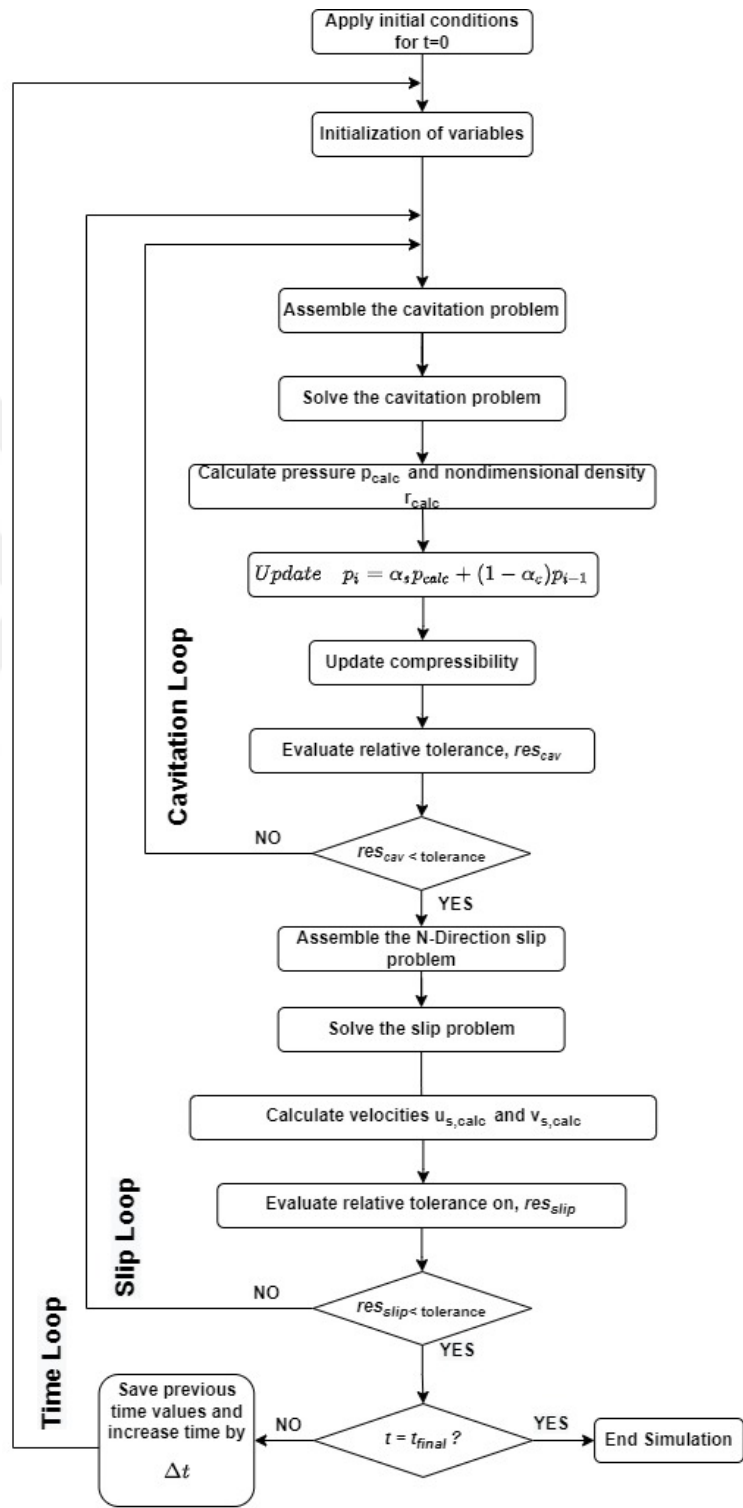 Apply initial conditions
for t=0
Initialization of variables
Assemble the cavitation problem
Solve the cavitation problem
Calculate pressure p_calc and nondimensional density
r_calc
Update p_i = α_s p_calc + (1 − α_c)p_{i−1}
Update compressibility
Evaluate relative tolerance, res_cav
Cavitation Loop
NO
res_cav < tolerance
YES
Assemble the N-Direction slip
problem
Solve the slip problem
Calculate velocities u_s,calc and v_s,calc
Evaluate relative tolerance on, res_slip
Slip Loop
NO
res_slip < tolerance
YES
Time Loop
Save previous
time values and
increase time by
Δt
NO
t = t_final ?
YES
End Simulation